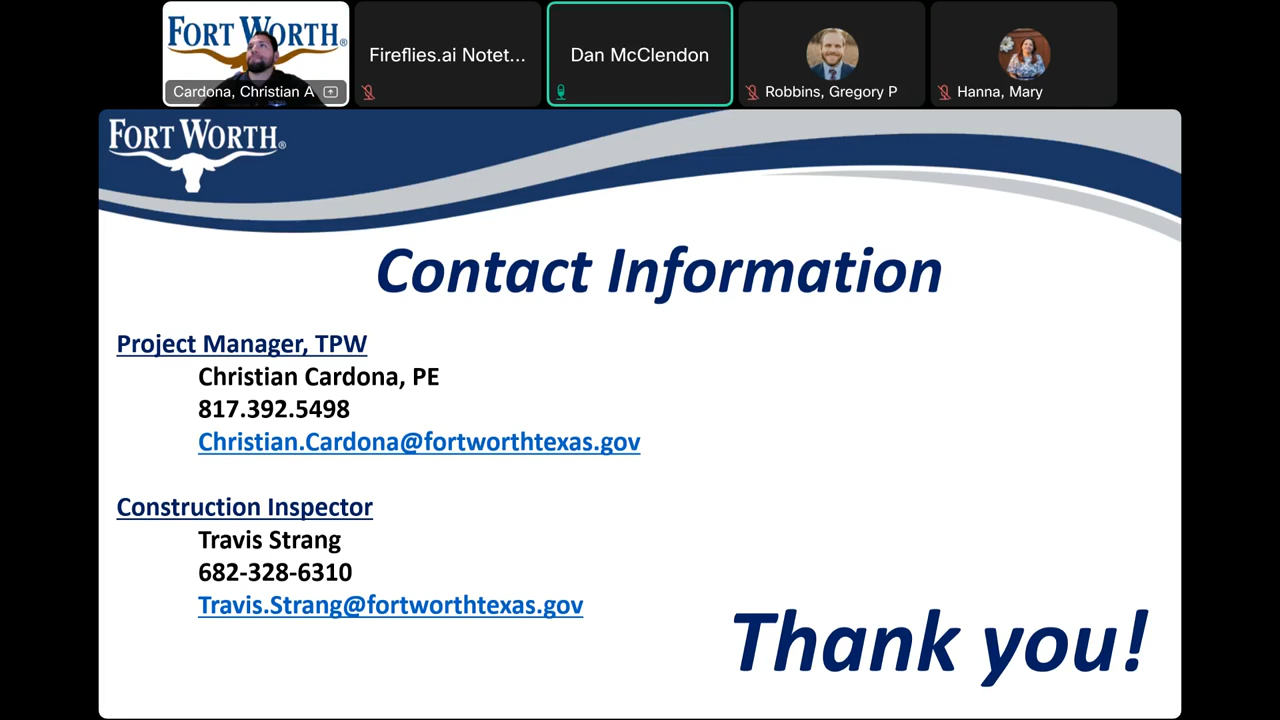 FORT WORTH®
Cardona, Christian A
Fireflies.ai Notet...
Dan McClendon
Robbins, Gregory P
Hanna, Mary
FORT WORTH®
Contact Information
Project Manager, TPW
Christian Cardona, PE
817.392.5498
Christian.Cardona@fortworthtexas.gov
Construction Inspector
Travis Strang
682-328-6310
Travis.Strang@fortworthtexas.gov
Thank you!